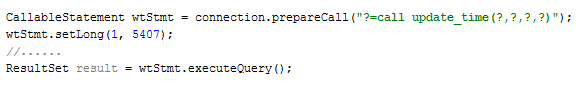 CallableStatement wtStmt = connection.prepareCall("?=call update_time(?,?,?,?)");
wtStmt.setLong(1, 5407);
//......
ResultSet result = wtStmt.executeQuery();